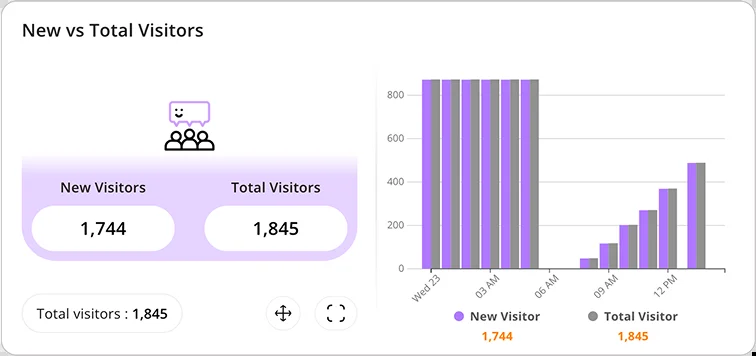 New vs Total Visitors
New Visitors
Total Visitors
1,744
1,845
Total visitors : 1,845
800
600
400
200
0
Wed 23
03 AM
06 AM
09 AM
12 PM
New Visitor
Total Visitor
1,744
1,845